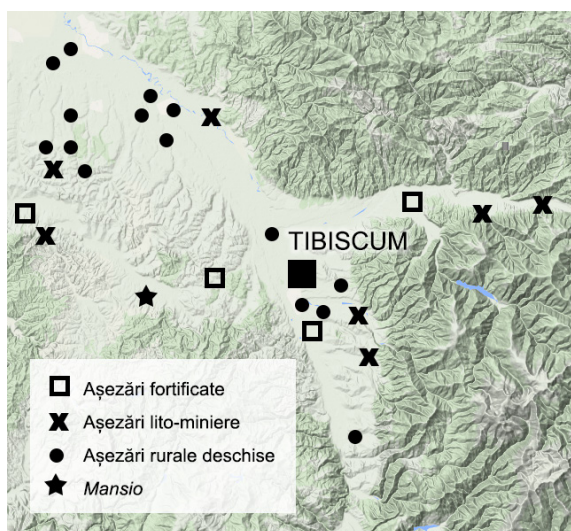 TIBISCUM
Așezări fortificate
Așezări lito-miniere
Așezări rurale deschise
Mansio